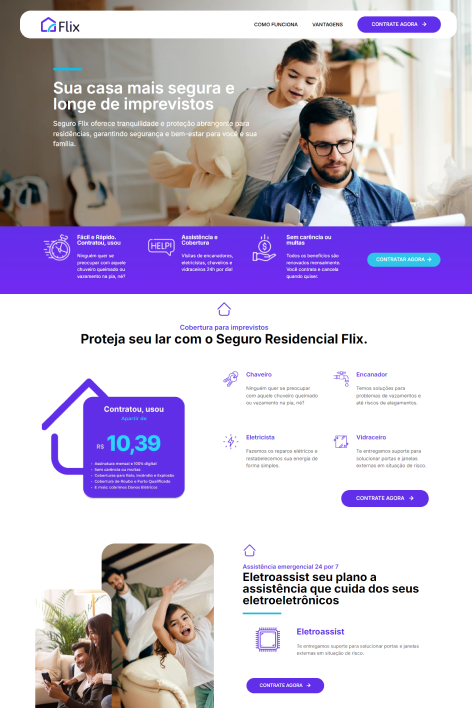 Flix
COMO FUNCIONA
VANTAGENS
CONTRATE AGORA
Sua casa mais segura e
longe de imprevistos
Seguro Flix oferece tranquilidade e proteção abrangente para
residências, garantindo segurança e bem-estar para você e sua
família.
Fácil e Rápido.
Contratou, usou
Ninguém quer se
preocupar com aquele
chuveiro queimado ou
vazamento na pia, né?
HELP!
Assistência e
Cobertura
Visitas de encanadores,
eletricistas, chaveiros e
vidraceiros 24h por dia!
Sem carência ou
multas
Todos os benefícios são
renovados mensalmente.
Você contrata e cancela
quando quiser.
CONTRATAR AGORA
Cobertura para imprevistos
Proteja seu lar com o Seguro Residencial Flix.
Contratou, usou
Apartir de
R$ 10,39
Assinatura mensal e 100% digital
Sem carência ou multas
Coberturas para Raio, Incêndio e Explosão
Cobertura de Roubo e Furto Qualificado
E mais: cobrimos Danos Elétricos
Chaveiro
Ninguém quer se preocupar
com aquele chuveiro queimado
ou vazamento na pia, né?
Encanador
Temos soluções para
problemas de vazamentos e
até riscos de alagamentos.
Eletricista
Fazemos os reparos elétricos e
restabelecemos sua energia de
forma simples.
Vidraceiro
Te entregamos suporte para
solucionar portas e janelas
externas em situação de risco.
CONTRATE AGORA
Assistência emergencial 24 por 7
Eletroassist seu plano a
assistência que cuida dos seus
eletroeletrônicos
Eletroassist
Te entregamos suporte para solucionar portas e janelas
externas em situação de risco.
CONTRATE AGORA